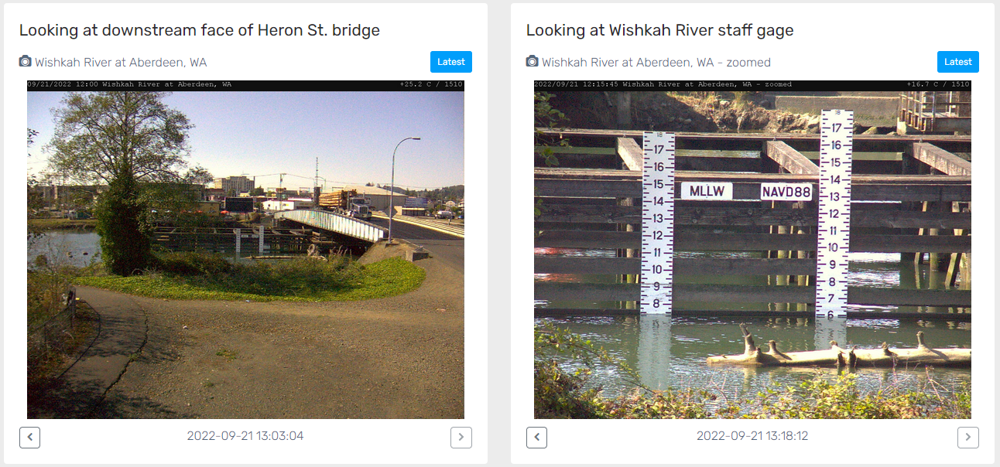 Looking at downstream face of Heron St. bridge
Wishkah River at Aberdeen, WA
Latest
09/21/2022 12:00 Wishkah River at Aberdeen, WA +25.2 C / 1510
2022-09-21 13:03:04
Looking at Wishkah River staff gage
Wishkah River at Aberdeen, WA - zoomed
Latest
2022/09/21 12:15:45 Wishkah River at Aberdeen, WA - zoomed +16.7 C / 1510
18
17
16
15
14
13
12
11
10
9
8
MLLW
NAVD88
18
17
16
15
14
13
12
11
10
9
8
7
6
2022-09-21 13:18:12